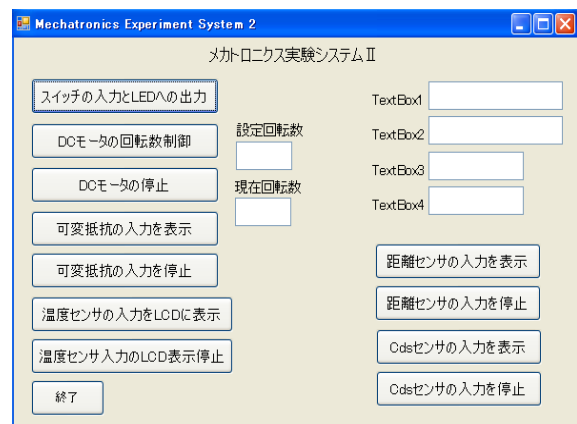 Mechatronics Experiment System 2
メカトロニクス実験システムⅡ
スイッチの入力とLEDへの出力
DCモータの回転数制御
DCモータの停止
可変抵抗の入力を表示
可変抵抗の入力を停止
温度センサの入力をLCDに表示
温度センサ入力のLCD表示停止
終了
設定回転数
現在回転数
TextBox1
TextBox2
TextBox3
TextBox4
距離センサの入力を表示
距離センサの入力を停止
Cdsセンサの入力を表示
Cdsセンサの入力を停止